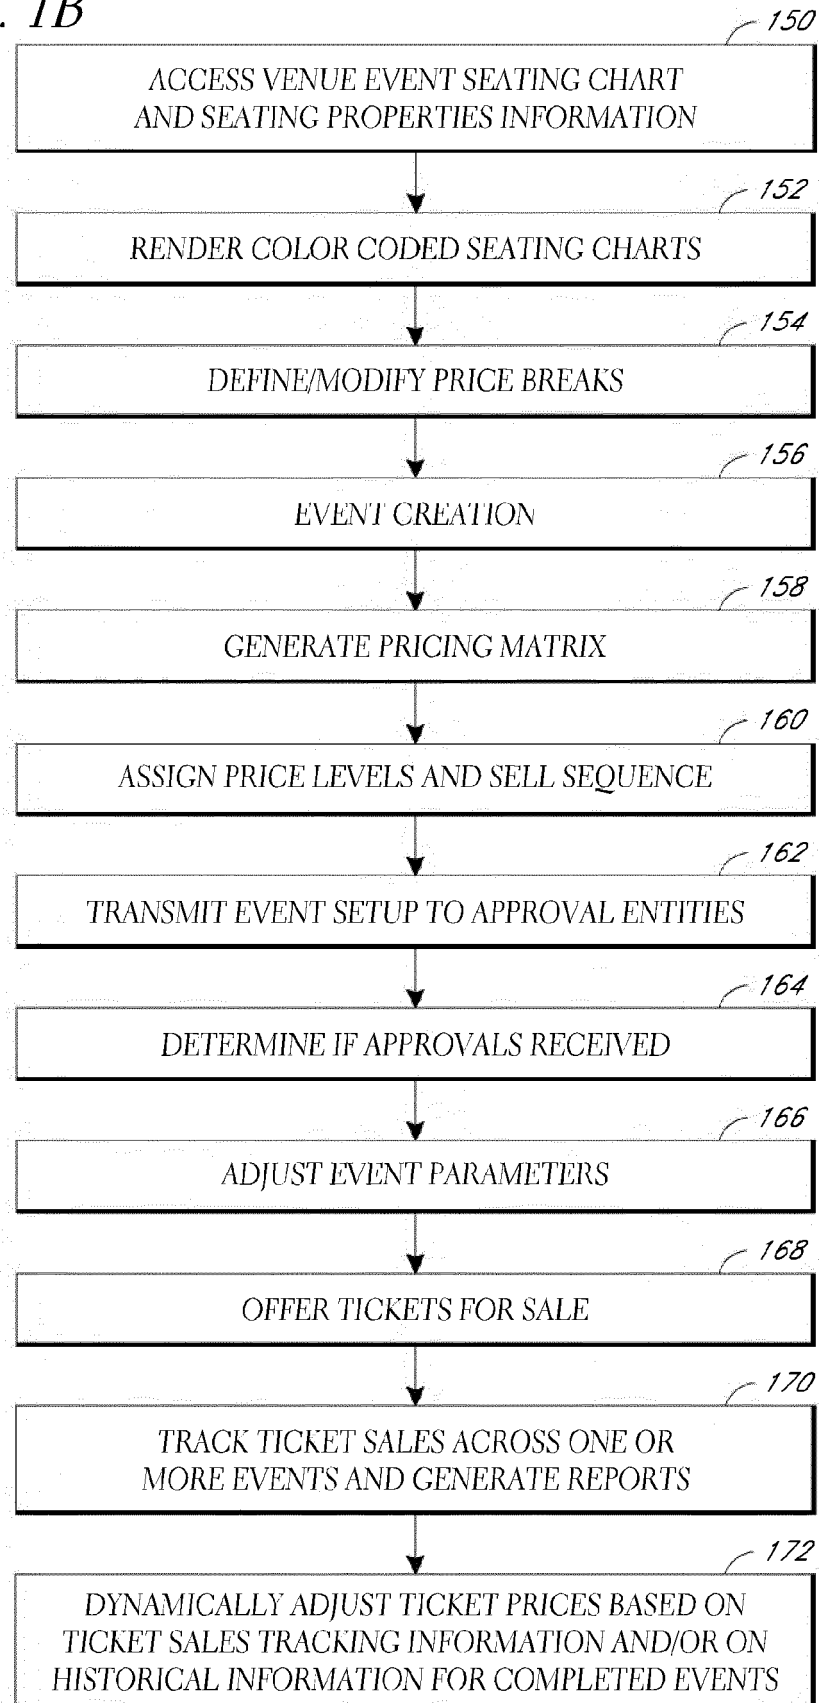 . 1B
150
ACCESS VENUE EVENT SEATING CHART
AND SEATING PROPERTIES INFORMATION
152
RENDER COLOR CODED SEATING CHARTS
154
DEFINE/MODIFY PRICE BREAKS
156
EVENT CREATION
158
GENERATE PRICING MATRIX
160
ASSIGN PRICE LEVELS AND SELL SEQUENCE
162
TRANSMIT EVENT SETUP TO APPROVAL ENTITIES
164
DETERMINE IF APPROVALS RECEIVED
166
ADJUST EVENT PARAMETERS
168
OFFER TICKETS FOR SALE
170
TRACK TICKET SALES ACROSS ONE OR
MORE EVENTS AND GENERATE REPORTS
172
DYNAMICALLY ADJUST TICKET PRICES BASED ON
TICKET SALES TRACKING INFORMATION AND/OR ON
HISTORICAL INFORMATION FOR COMPLETED EVENTS